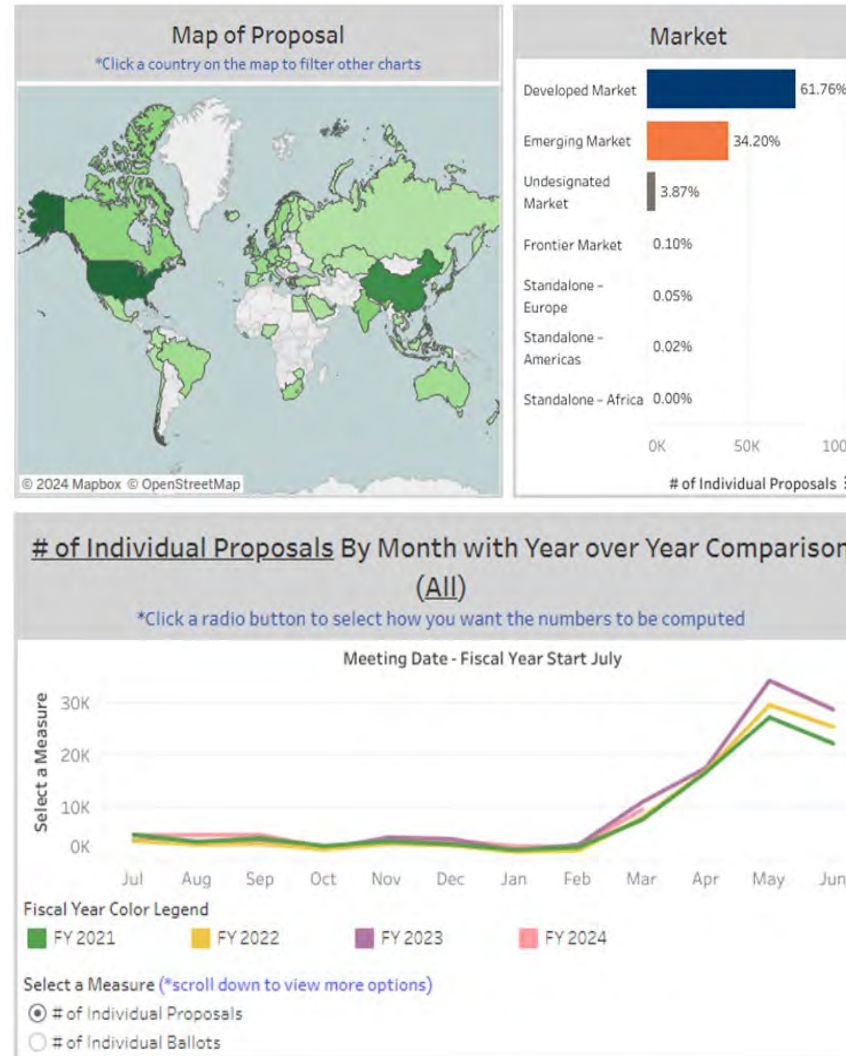 Map of Proposal
*Click a country on the map to filter other charts
© 2024 Mapbox © OpenStreetMap
Market
Developed Market 61.76%
Emerging Market 34.20%
Undesignated
Market 3.87%
Frontier Market 0.10%
Standalone –
Europe 0.05%
Standalone –
Americas 0.02%
Standalone – Africa 0.00%
0K 50K 100
# of Individual Proposals
# of Individual Proposals By Month with Year over Year Comparison
(All)
*Click a radio button to select how you want the numbers to be computed
Meeting Date - Fiscal Year Start July
Select a Measure
30K
20K
10K
0K
Jul Aug Sep Oct Nov Dec Jan Feb Mar Apr May Jun
Fiscal Year Color Legend
FY 2021 FY 2022 FY 2023 FY 2024
Select a Measure (*scroll down to view more options)
# of Individual Proposals
# of Individual Ballots